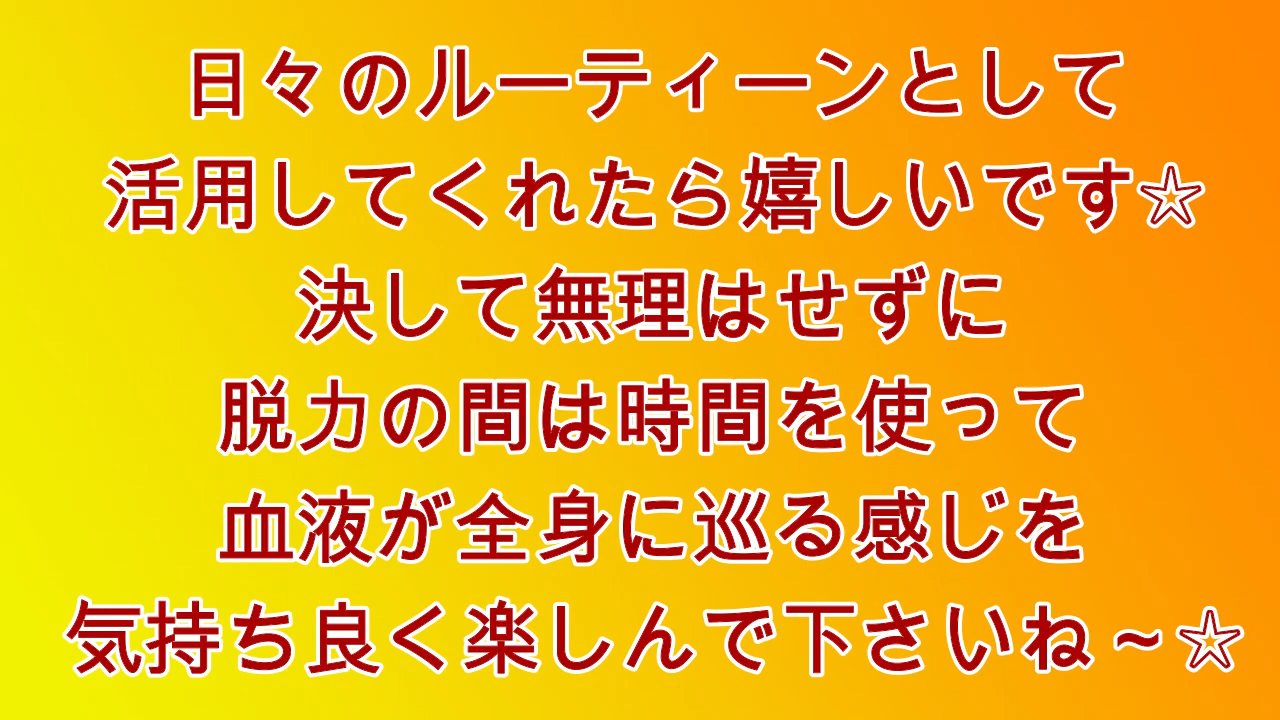 日々のルーティーンとして
活用してくれたら嬉しいです☆
決して無理はせずに
脱力の間は時間を使って
血液が全身に巡る感じを
気持ち良く楽しんで下さいね～☆